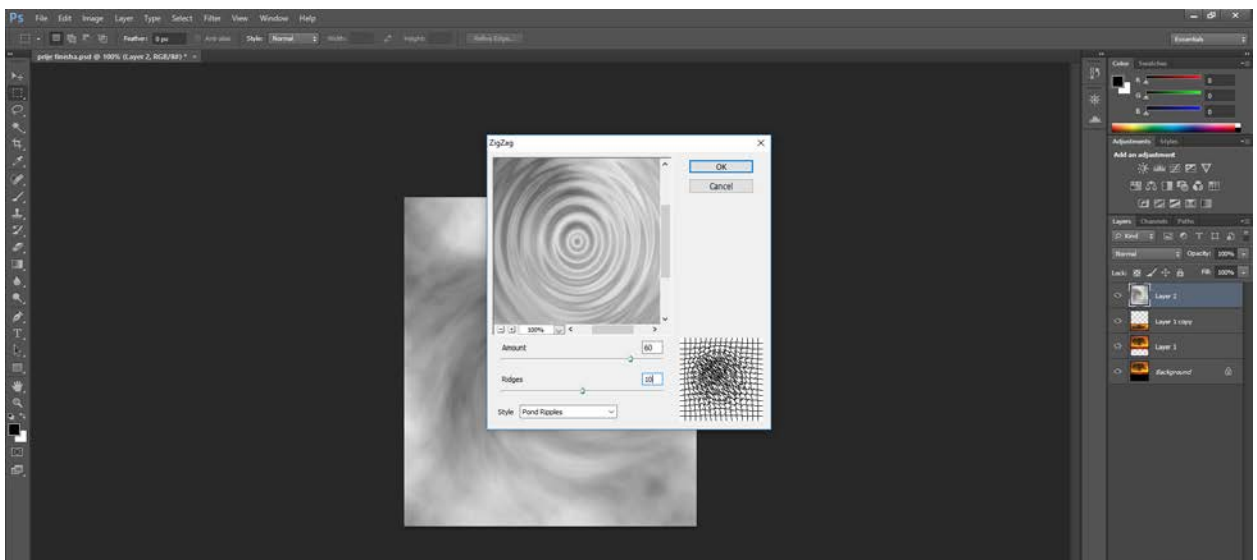 Ps File Edit Image Layer Type Select Filter View Window Help
Feather: 0 px Anti-alias Style: Normal Width: Height: Refine Edge...
Essentials
prije finisha.psd @ 100% (Layer 2, RGB/8#) * ×
Color Swatches
R 0
G 0
B 0
Adjustments Styles
Add an adjustment
Layers Channels Paths
Kind
Normal Opacity: 100%
Lock: Fill: 100%
Layer 2
Layer 1 copy
Layer 1
Background
ZigZag
OK
Cancel
100%
Amount 60
Ridges 10
Style Pond Ripples